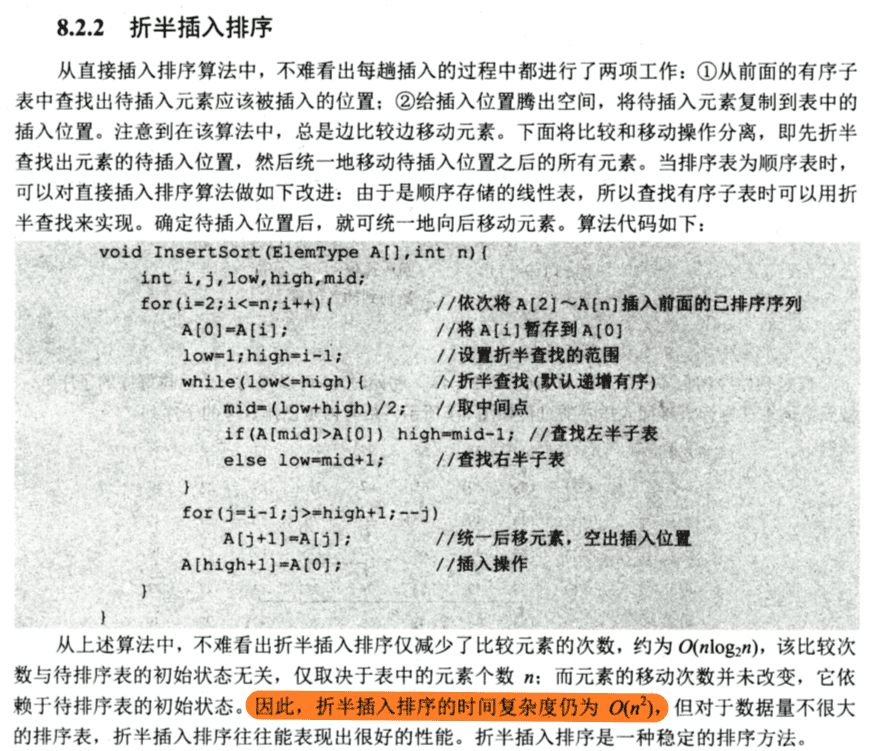 8.2.2 折半插入排序
从直接插入排序算法中，不难看出每趟插入的过程中都进行了两项工作：①从前面的有序子
表中查找出待插入元素应该被插入的位置；②给插入位置腾出空间，将待插入元素复制到表中的
插入位置。注意到在该算法中，总是边比较边移动元素。下面将比较和移动操作分离，即先折半
查找出元素的待插入位置，然后统一地移动待插入位置之后的所有元素。当排序表为顺序表时，
可以对直接插入排序算法做如下改进：由于是顺序存储的线性表，所以查找有序子表时可以用折
半查找来实现。确定待插入位置后，就可统一地向后移动元素。算法代码如下：
void InsertSort(ElemType A[],int n){
int i,j,low,high,mid;
for(i=2;i<=n;i++){ //依次将A[2]～A[n]插入前面的已排序序列
A[0]=A[i]; //将A[i]暂存到A[0]
low=1;high=i-1; //设置折半查找的范围
while(low<=high){ //折半查找(默认递增有序)
mid=(low+high)/2; //取中间点
if(A[mid]>A[0]) high=mid-1; //查找左半子表
else low=mid+1; //查找右半子表
}
for(j=i-1;j>=high+1;--j)
A[j+1]=A[j]; //统一后移元素，空出插入位置
A[high+1]=A[0]; //插入操作
}
}
从上述算法中，不难看出折半插入排序仅减少了比较元素的次数，约为 O(nlog₂n)，该比较次
数与待排序表的初始状态无关，仅取决于表中的元素个数 n；而元素的移动次数并未改变，它依
赖于待排序表的初始状态。因此，折半插入排序的时间复杂度仍为 O(n²)，但对于数据量不很大
的排序表，折半插入排序往往能表现出很好的性能。折半插入排序是一种稳定的排序方法。